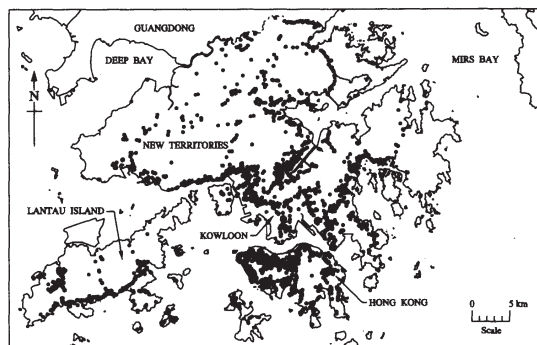 GUANGDONG
DEEP BAY
MIRS BAY
N
NEW TERRITORIES
LANTAU ISLAND
KOWLOON
HONG KONG
0 5 km
Scale